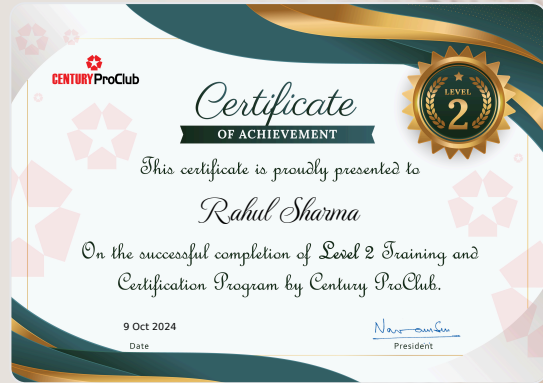 CENTURY ProClub
Certificate
OF ACHIEVEMENT
LEVEL
2
This certificate is proudly presented to
Rahul Sharma
On the successful completion of Level 2 Training and
Certification Program by Century ProClub.
9 Oct 2024
Date
President